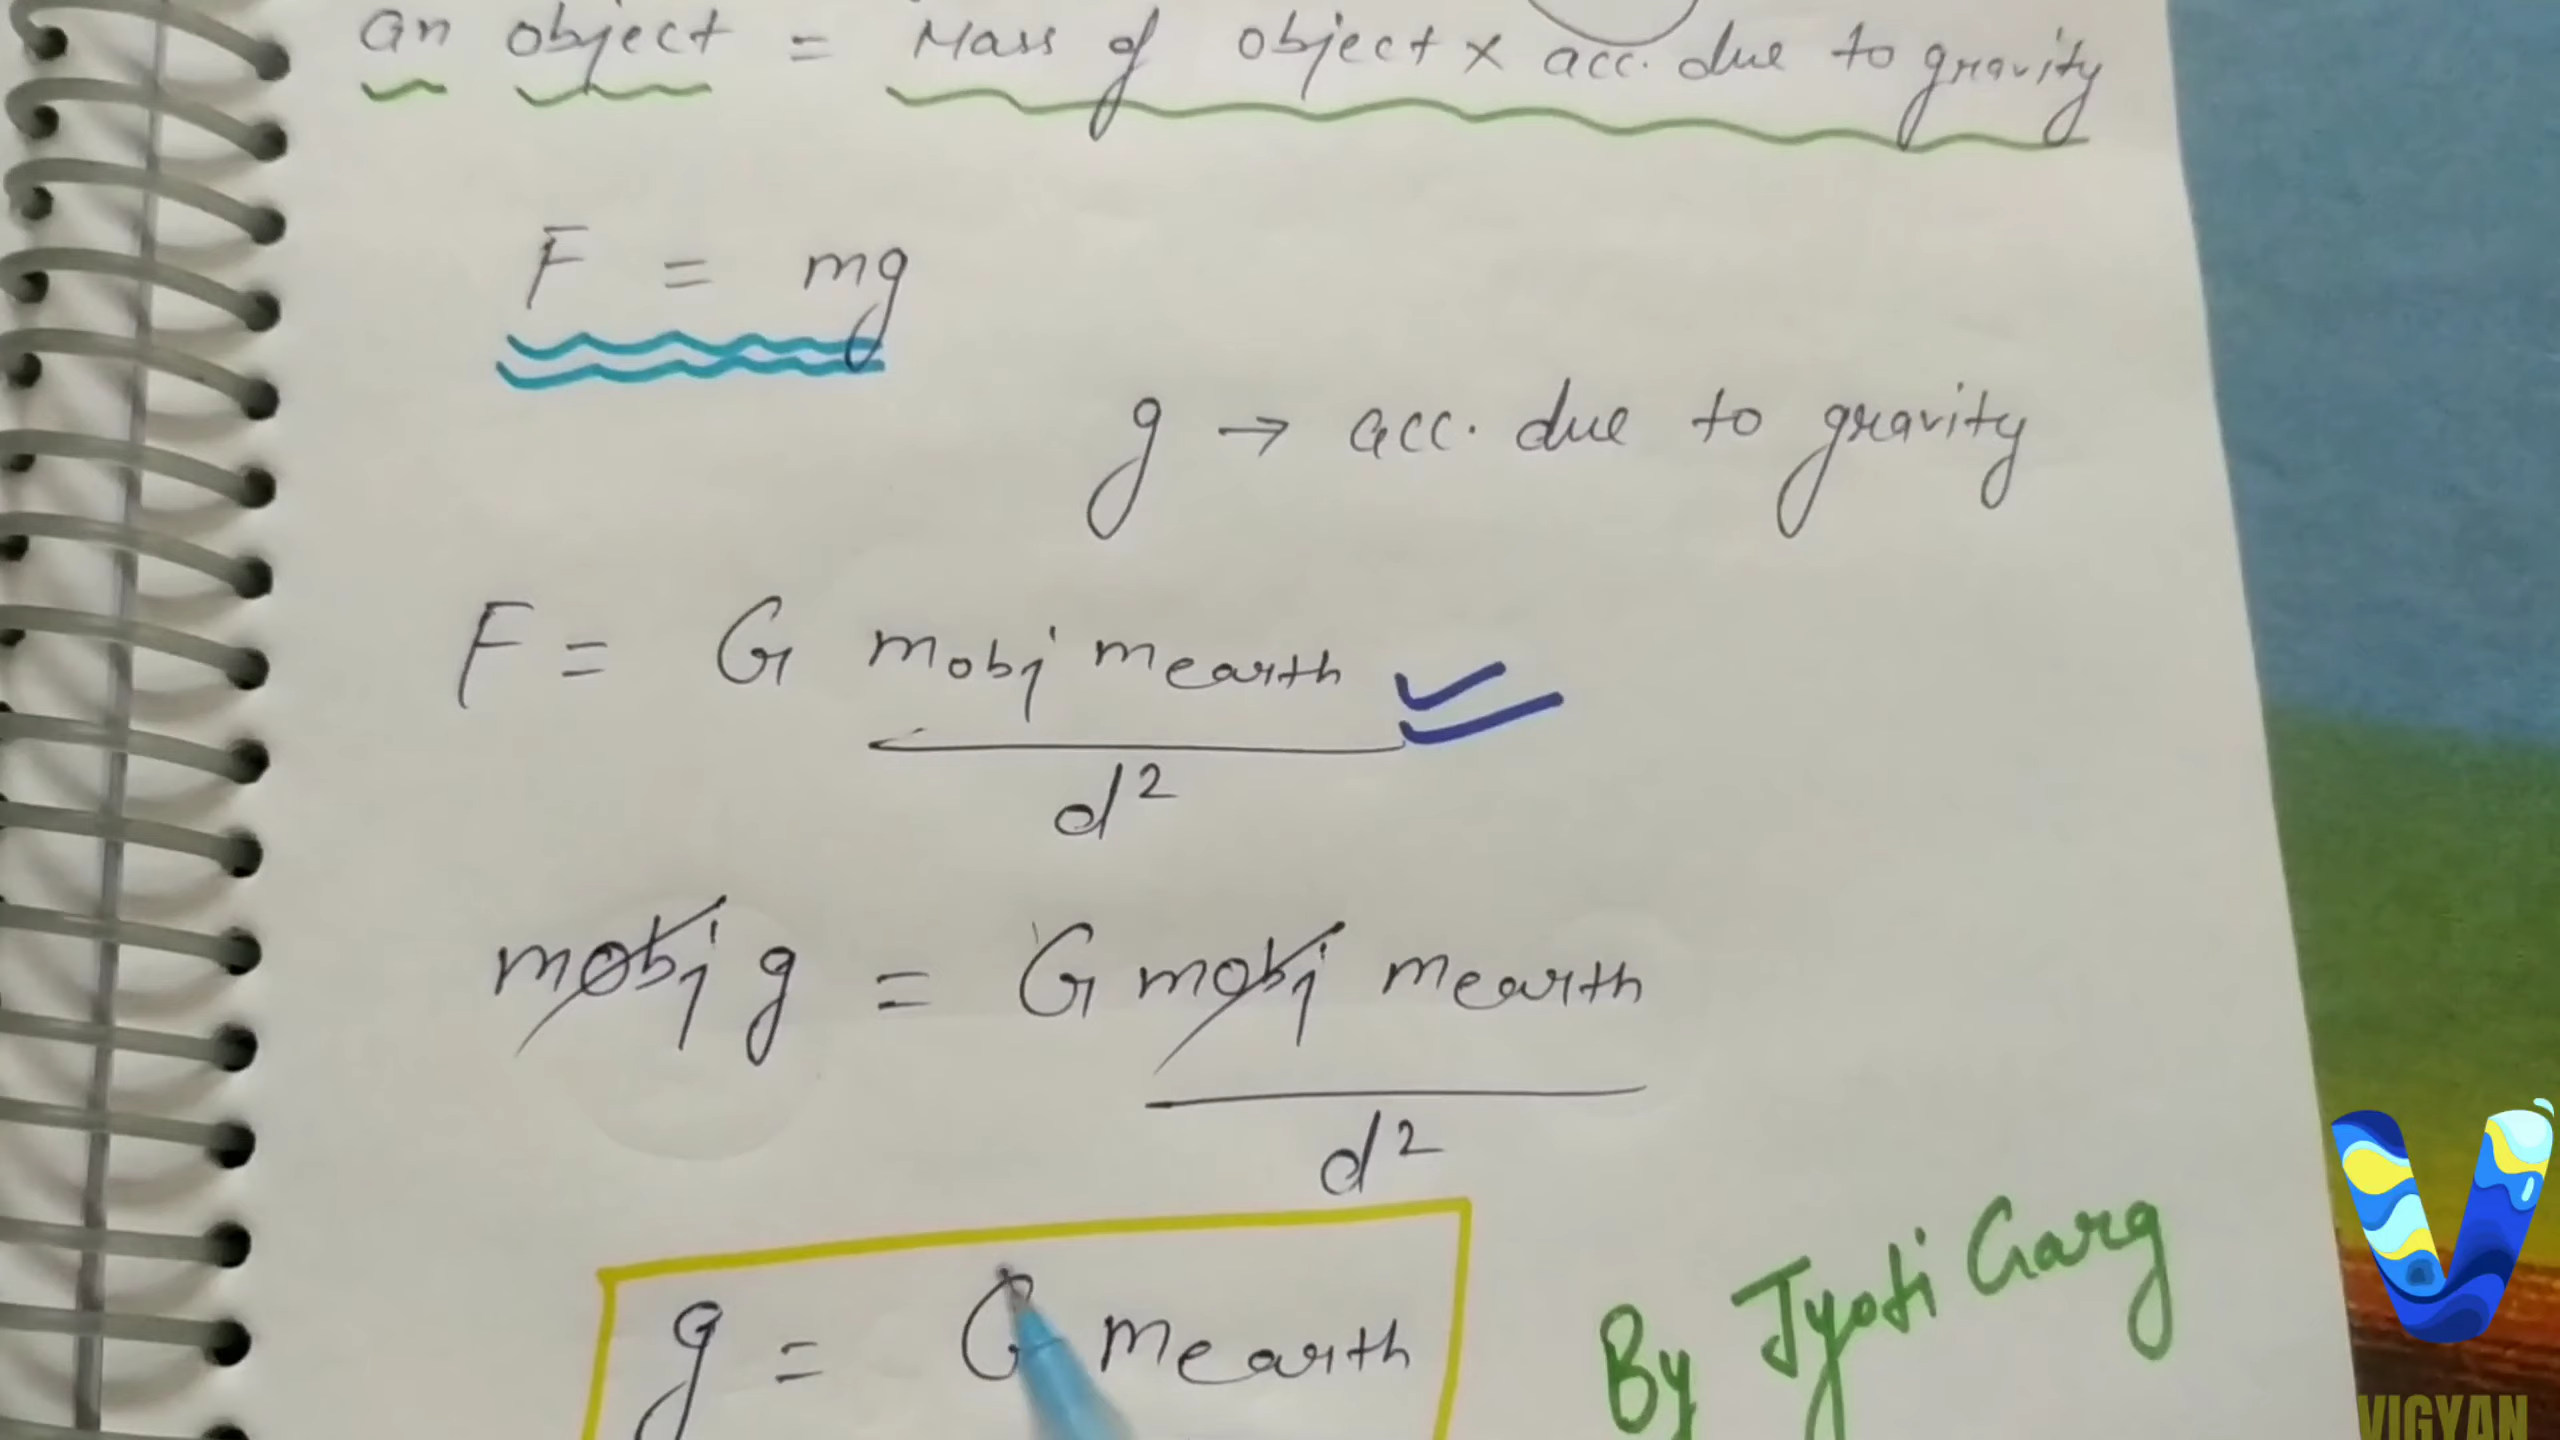 an object = Mass of object × acc. due to gravity
F = mg
g → acc. due to gravity
F = G mobj mearth
d²
mobj g = G mobj mearth
d²
g = G mearth
By Jyoti Garg
VIGYAN